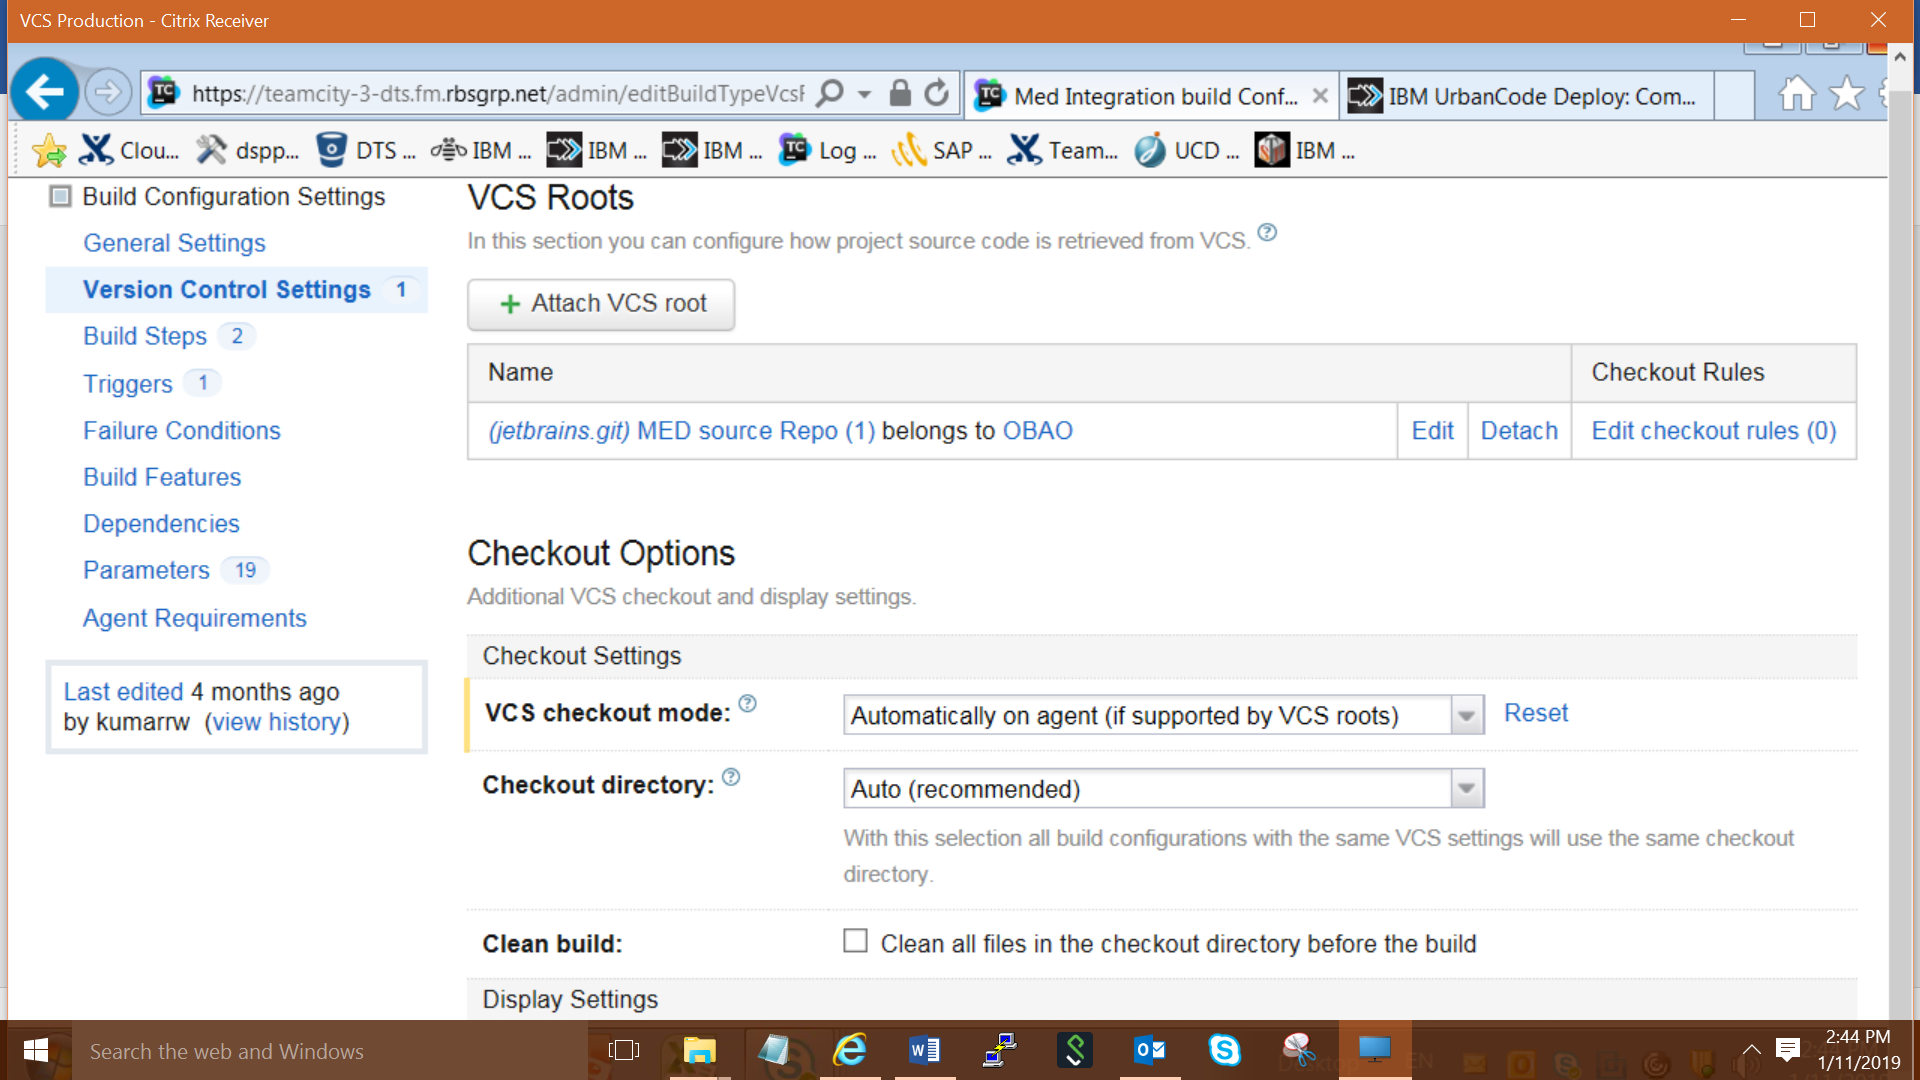 VCS Production - Citrix Receiver
https://teamcity-3-dts.fm.rbsgrp.net/admin/editBuildTypeVcsF
Med Integration build Conf...
IBM UrbanCode Deploy: Com...
Clou...
dspp...
DTS ...
IBM ...
IBM ...
IBM ...
Log ...
SAP ...
Team...
UCD ...
IBM ...
Build Configuration Settings
General Settings
Version Control Settings 1
Build Steps 2
Triggers 1
Failure Conditions
Build Features
Dependencies
Parameters 19
Agent Requirements
Last edited 4 months ago
by kumarrw (view history)
VCS Roots
In this section you can configure how project source code is retrieved from VCS. ?
+ Attach VCS root
Name
Checkout Rules
(jetbrains.git) MED source Repo (1) belongs to OBAO
Edit
Detach
Edit checkout rules (0)
Checkout Options
Additional VCS checkout and display settings.
Checkout Settings
VCS checkout mode: ?
Automatically on agent (if supported by VCS roots)
Reset
Checkout directory: ?
Auto (recommended)
With this selection all build configurations with the same VCS settings will use the same checkout
directory.
Clean build:
Clean all files in the checkout directory before the build
Display Settings
Search the web and Windows
2:44 PM
1/11/2019